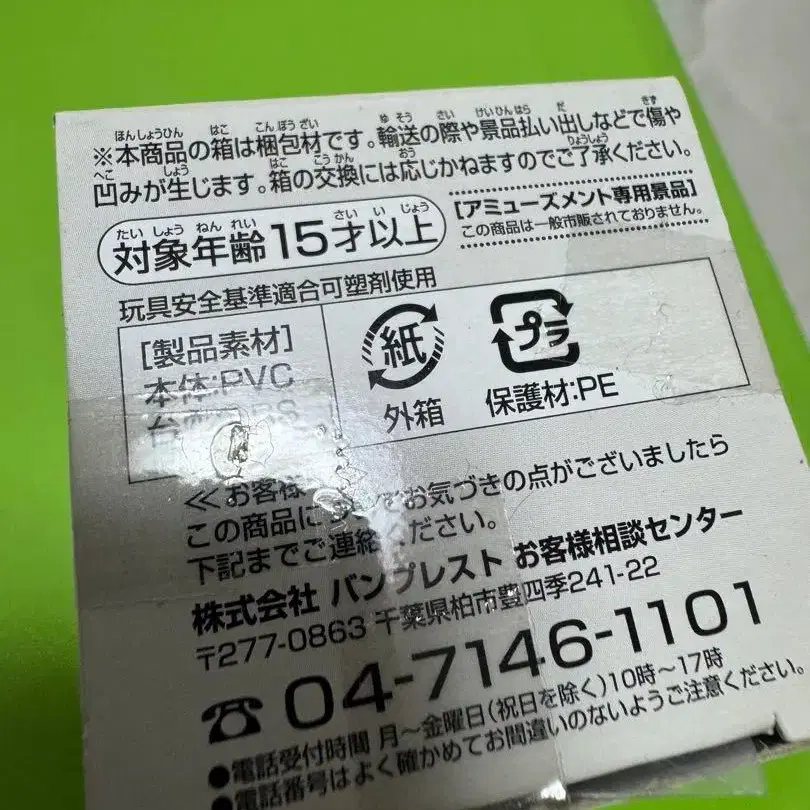 ※本商品の箱は梱包材です。輸送の際や景品払い出しなどで傷や
凹みが生じます。箱の交換には応じかねますのでご了承ください。
対象年齢15才以上
[アミューズメント専用景品]
この商品は一般市販されておりません。
玩具安全基準適合可塑剤使用
[製品素材]
本体:PVC
紙
外箱
プラ
保護材:PE
≪お客様
お気づきの点がございましたら
この商品に
下記までご連絡ください。
株式会社 バンプレスト お客様相談センター
〒277-0863 千葉県柏市豊四季241-22
☎ 04-7146-1101
●電話受付時間 月～金曜日(祝日を除く)10時～17時
●電話番号はよく確かめてお間違いのないようご注意ください。